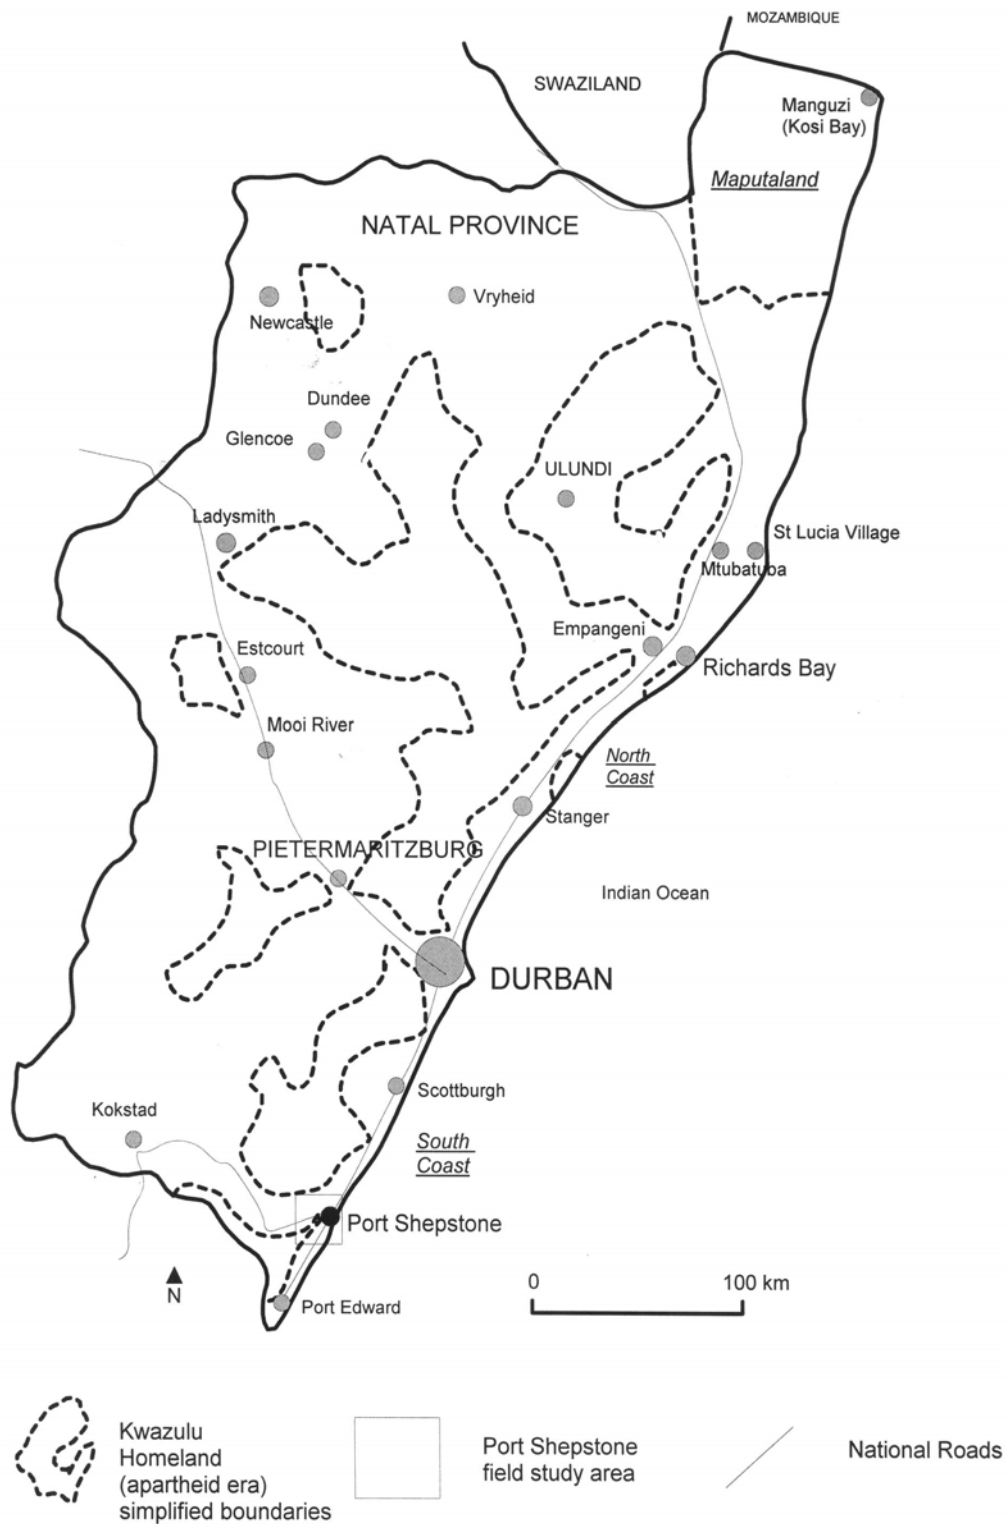 MOZAMBIQUE
SWAZILAND
Manguzi
(Kosi Bay)
Maputaland
NATAL PROVINCE
Vryheid
Newcastle
Dundee
Glencoe
ULUNDI
Ladysmith
St Lucia Village
Mtubatuba
Empangeni
Estcourt
Richards Bay
Mooi River
North
Coast
Stanger
PIETERMARITZBURG
Indian Ocean
DURBAN
Scottburgh
Kokstad
South
Coast
Port Shepstone
N
0 100 km
Port Edward
Kwazulu
Homeland
(apartheid era)
simplified boundaries
Port Shepstone
field study area
National Roads